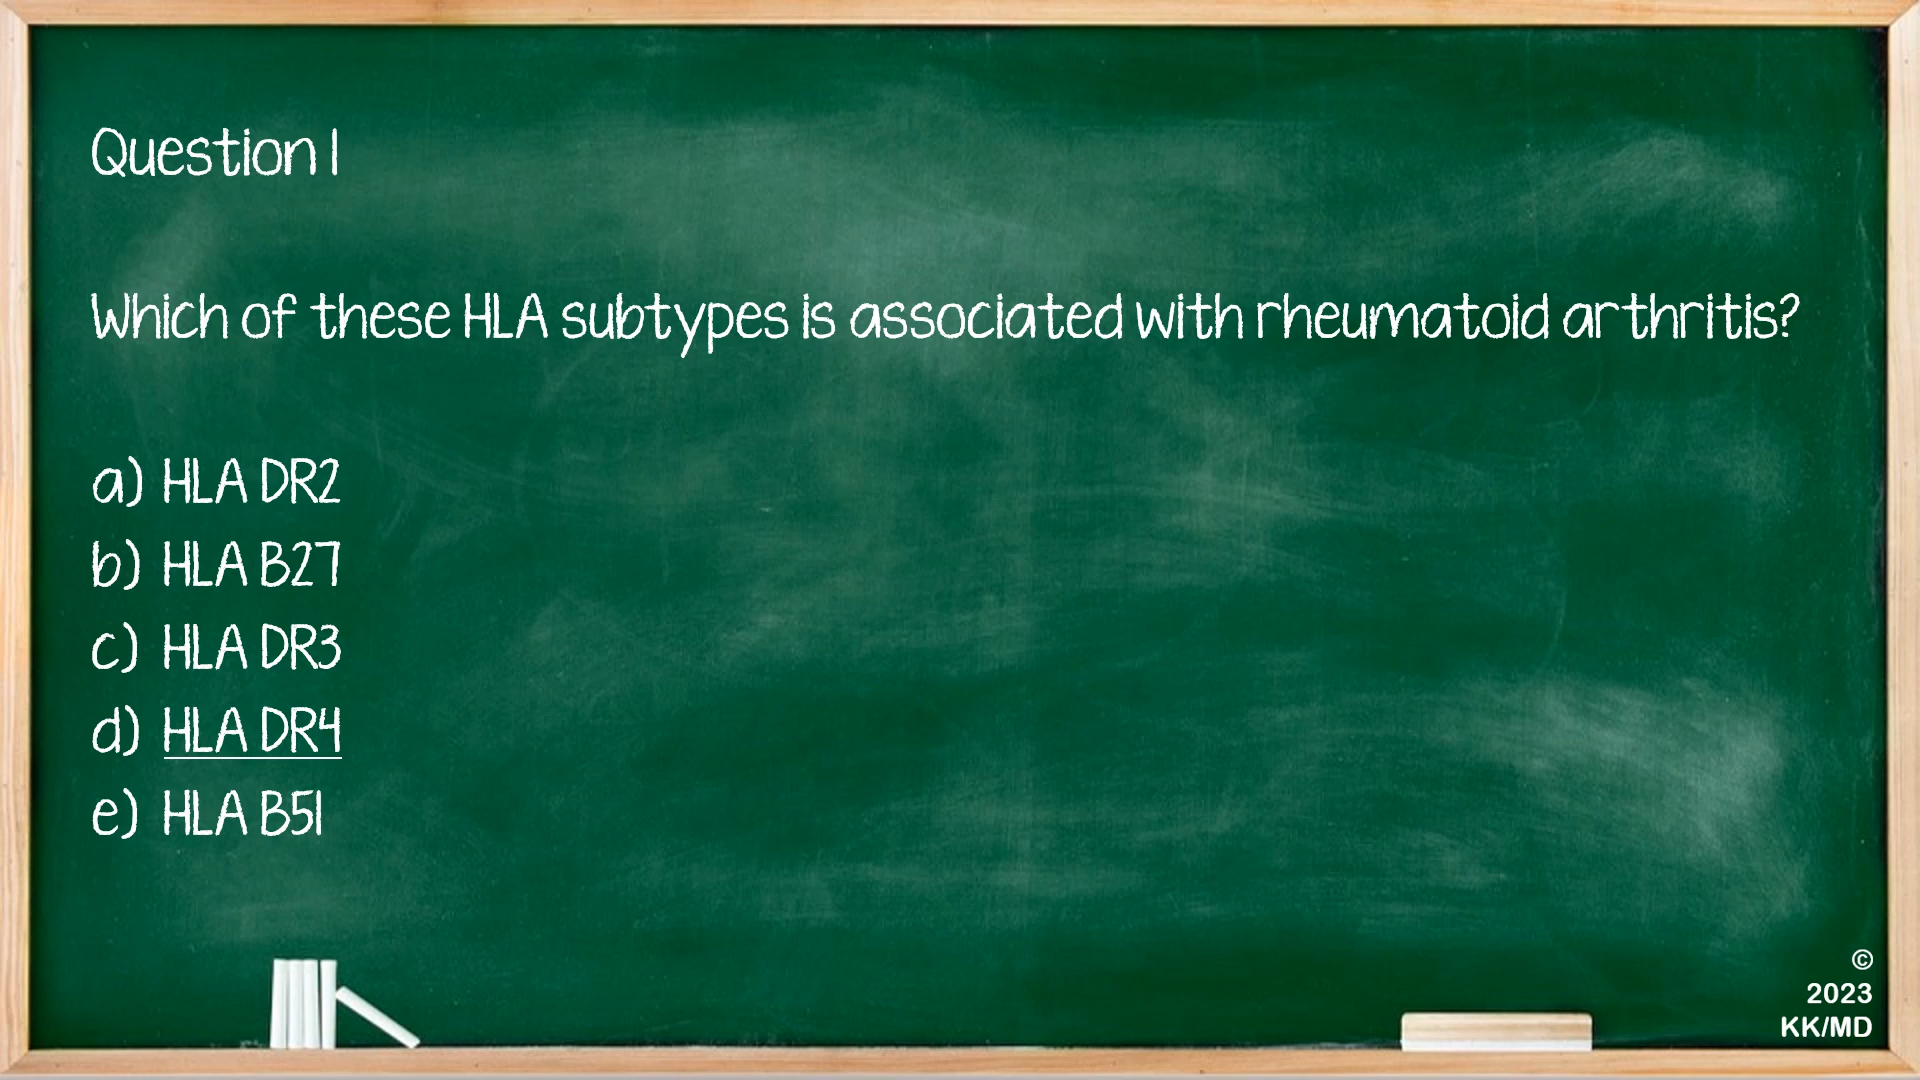 Question 1
Which of these HLA subtypes is associated with rheumatoid arthritis?
a) HLA DR2
b) HLA B27
c) HLA DR3
d) HLA DR4
e) HLA B51
©
2023
KK/MD